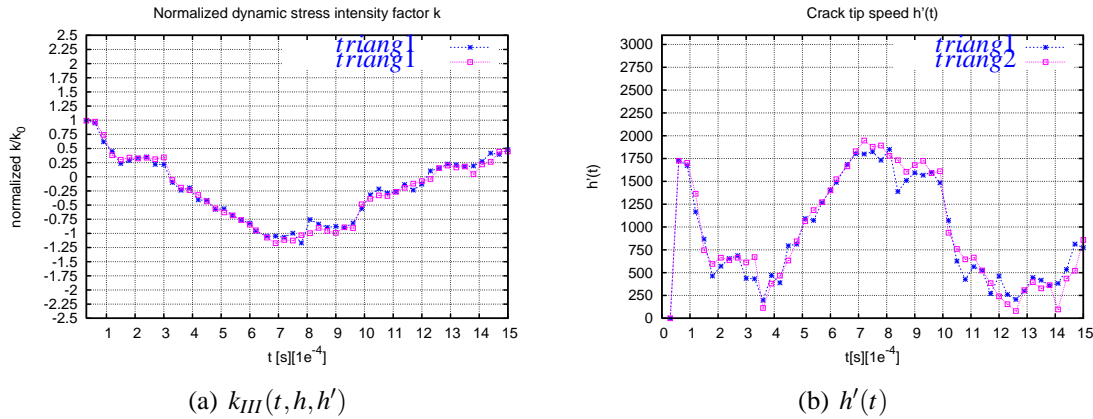 Normalized dynamic stress intensity factor k
normalized k/k0
2.5
2.25
2
1.75
1.5
1.25
1
0.75
0.5
0.25
0
-0.25
-0.5
-0.75
-1
-1.25
-1.5
-1.75
-2
-2.25
-2.5
triang1
triang1
1 2 3 4 5 6 7 8 9 10 11 12 13 14 15
t [s][1e-4]
(a) kIII(t,h,h′)
Crack tip speed h'(t)
h'(t)
3000
2750
2500
2250
2000
1750
1500
1250
1000
750
500
250
0
triang1
triang2
0 1 2 3 4 5 6 7 8 9 10 11 12 13 14 15
t[s][1e-4]
(b) h′(t)